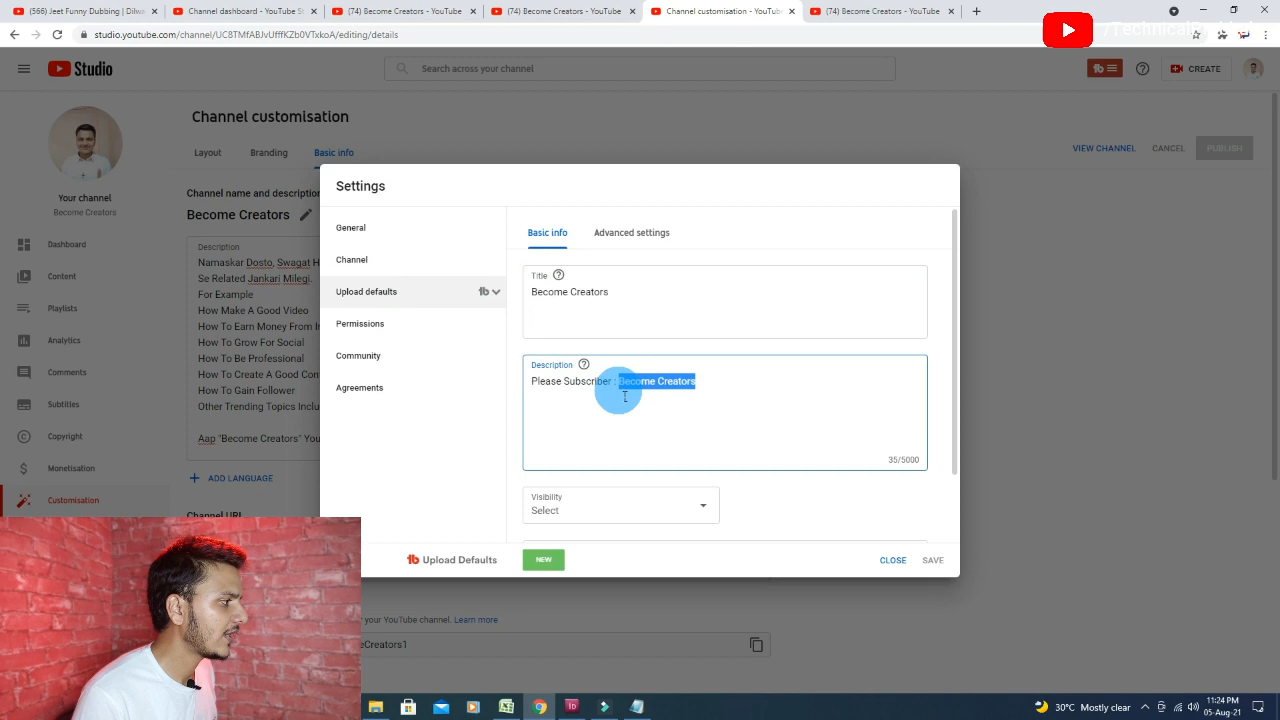 (566) Jeet Funny Budding | Dilwa
YouTube dashboard St
(74) Become Creators - YouTube
(74) Become Creators - YouTube
Channel customisation - YouTube
(74) Become Creators - YouTube
studio.youtube.com/channel/UC8TMfABJvUfffKZb0VTxkoA/editing/details
Studio
Search across your channel
CREATE
Channel customisation
Layout
Branding
Basic info
VIEW CHANNEL
CANCEL
PUBLISH
Your channel
Become Creators
Dashboard
Content
Playlists
Analytics
Comments
Subtitles
Copyright
Monetisation
Customisation
Channel name and description
Become Creators
Description
Namaskar Dosto, Swagat H
Se Related Jankari Milegi.
For Example
How Make A Good Video
How To Earn Money From In
How To Grow For Social
How To Be Professional
How To Create A Good Con
How To Gain Follower
Other Trending Topics Inclu
Aap "Become Creators" You
ADD LANGUAGE
Channel URL
Settings
General
Channel
Upload defaults
Permissions
Community
Agreements
Basic info
Advanced settings
Title
Become Creators
Description
Please Subscriber : Become Creators
35/5000
Visibility
Select
Upload Defaults
NEW
CLOSE
SAVE
your YouTube channel. Learn more
eCreators1
30°C Mostly clear
11:24 PM
05-Aug-21